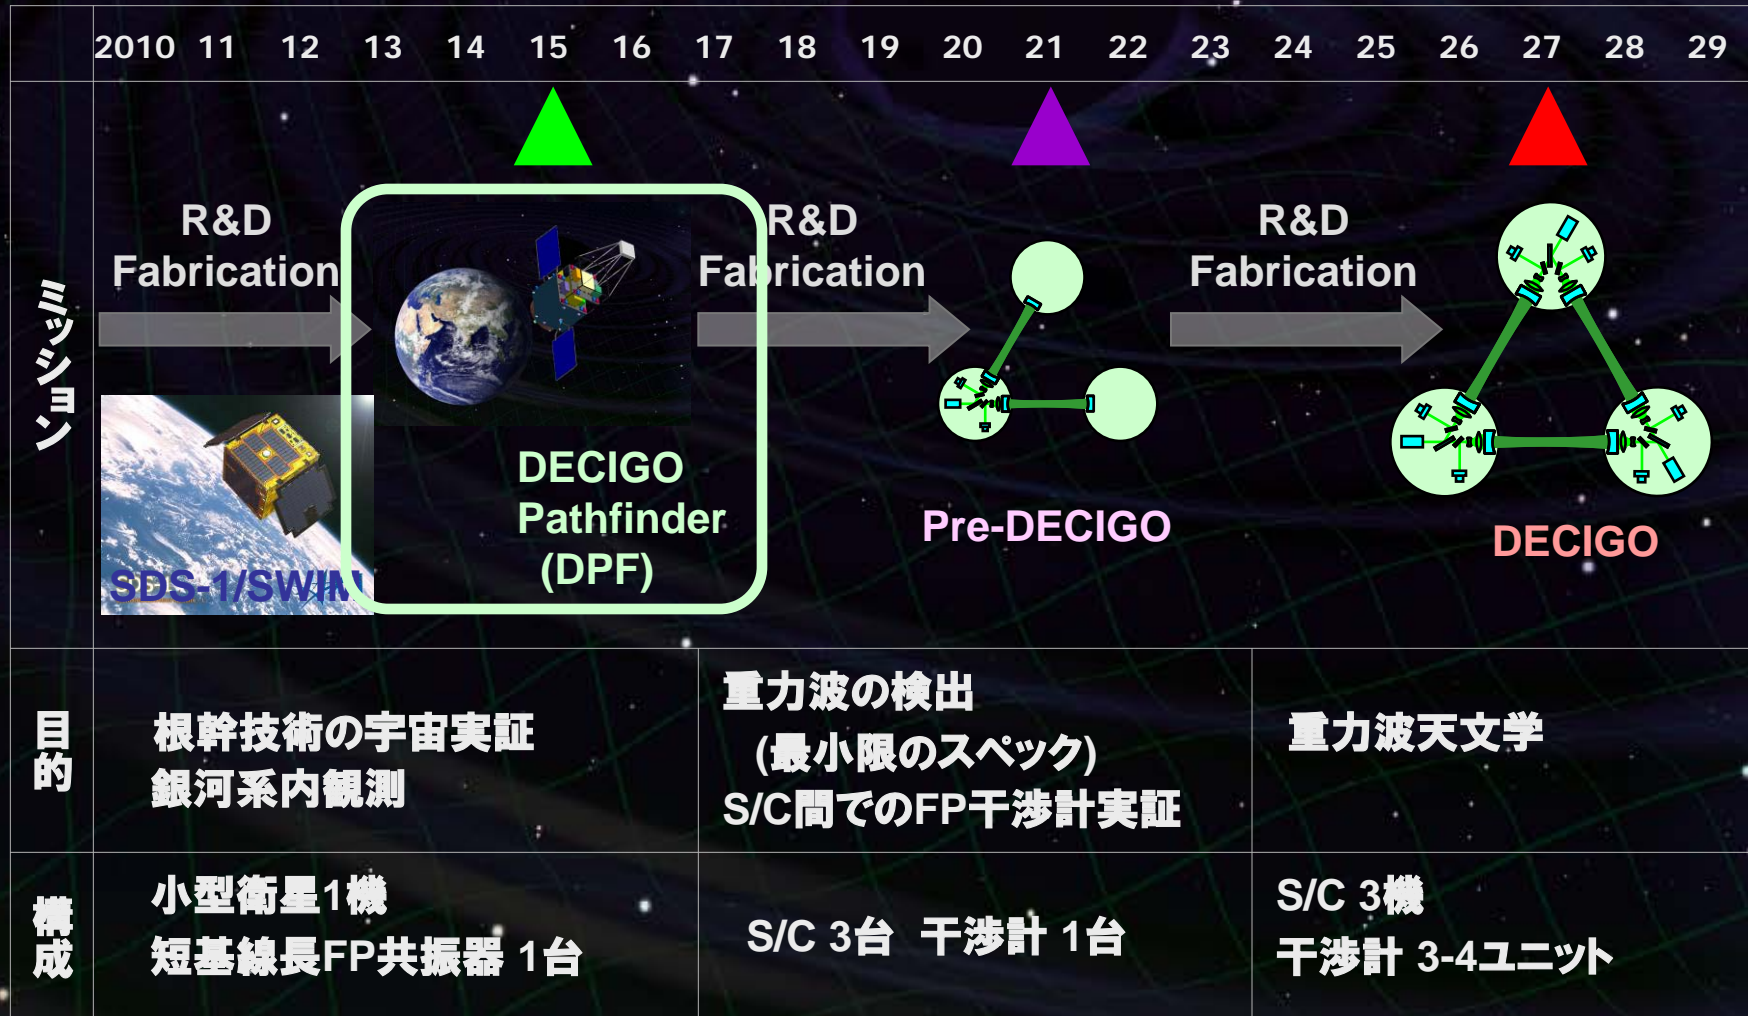 2010 11 12 13 14 15 16 17 18 19 20 21 22 23 24 25 26 27 28 29
ミッション
R&D
Fabrication
SDS-1/SWIM
DECIGO
Pathfinder
(DPF)
R&D
Fabrication
Pre-DECIGO
R&D
Fabrication
DECIGO
目的
根幹技術の宇宙実証
銀河系内観測
重力波の検出
(最小限のスペック)
S/C間でのFP干渉計実証
重力波天文学
構成
小型衛星1機
短基線長FP共振器 1台
S/C 3台 干渉計 1台
S/C 3機
干渉計 3-4ユニット